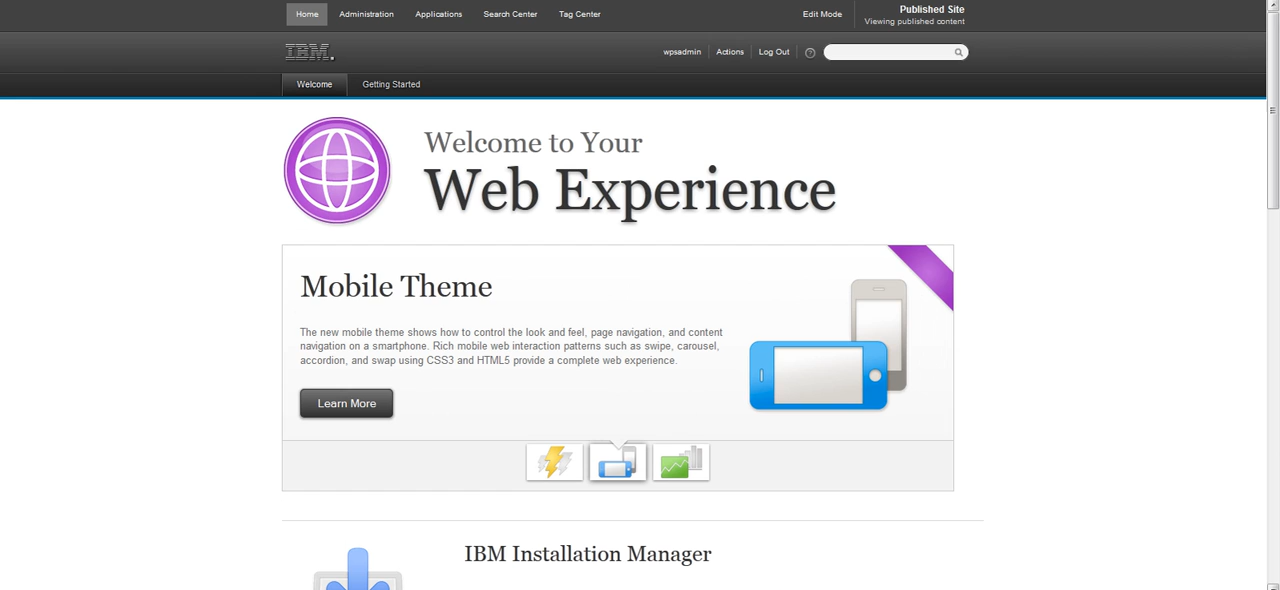 Home Administration Applications Search Center Tag Center Edit Mode Published Site
Viewing published content
IBM. wpsadmin Actions Log Out ?
Welcome Getting Started
Welcome to Your
Web Experience
Mobile Theme
The new mobile theme shows how to control the look and feel, page navigation, and content
navigation on a smartphone. Rich mobile web interaction patterns such as swipe, carousel,
accordion, and swap using CSS3 and HTML5 provide a complete web experience.
Learn More
IBM Installation Manager